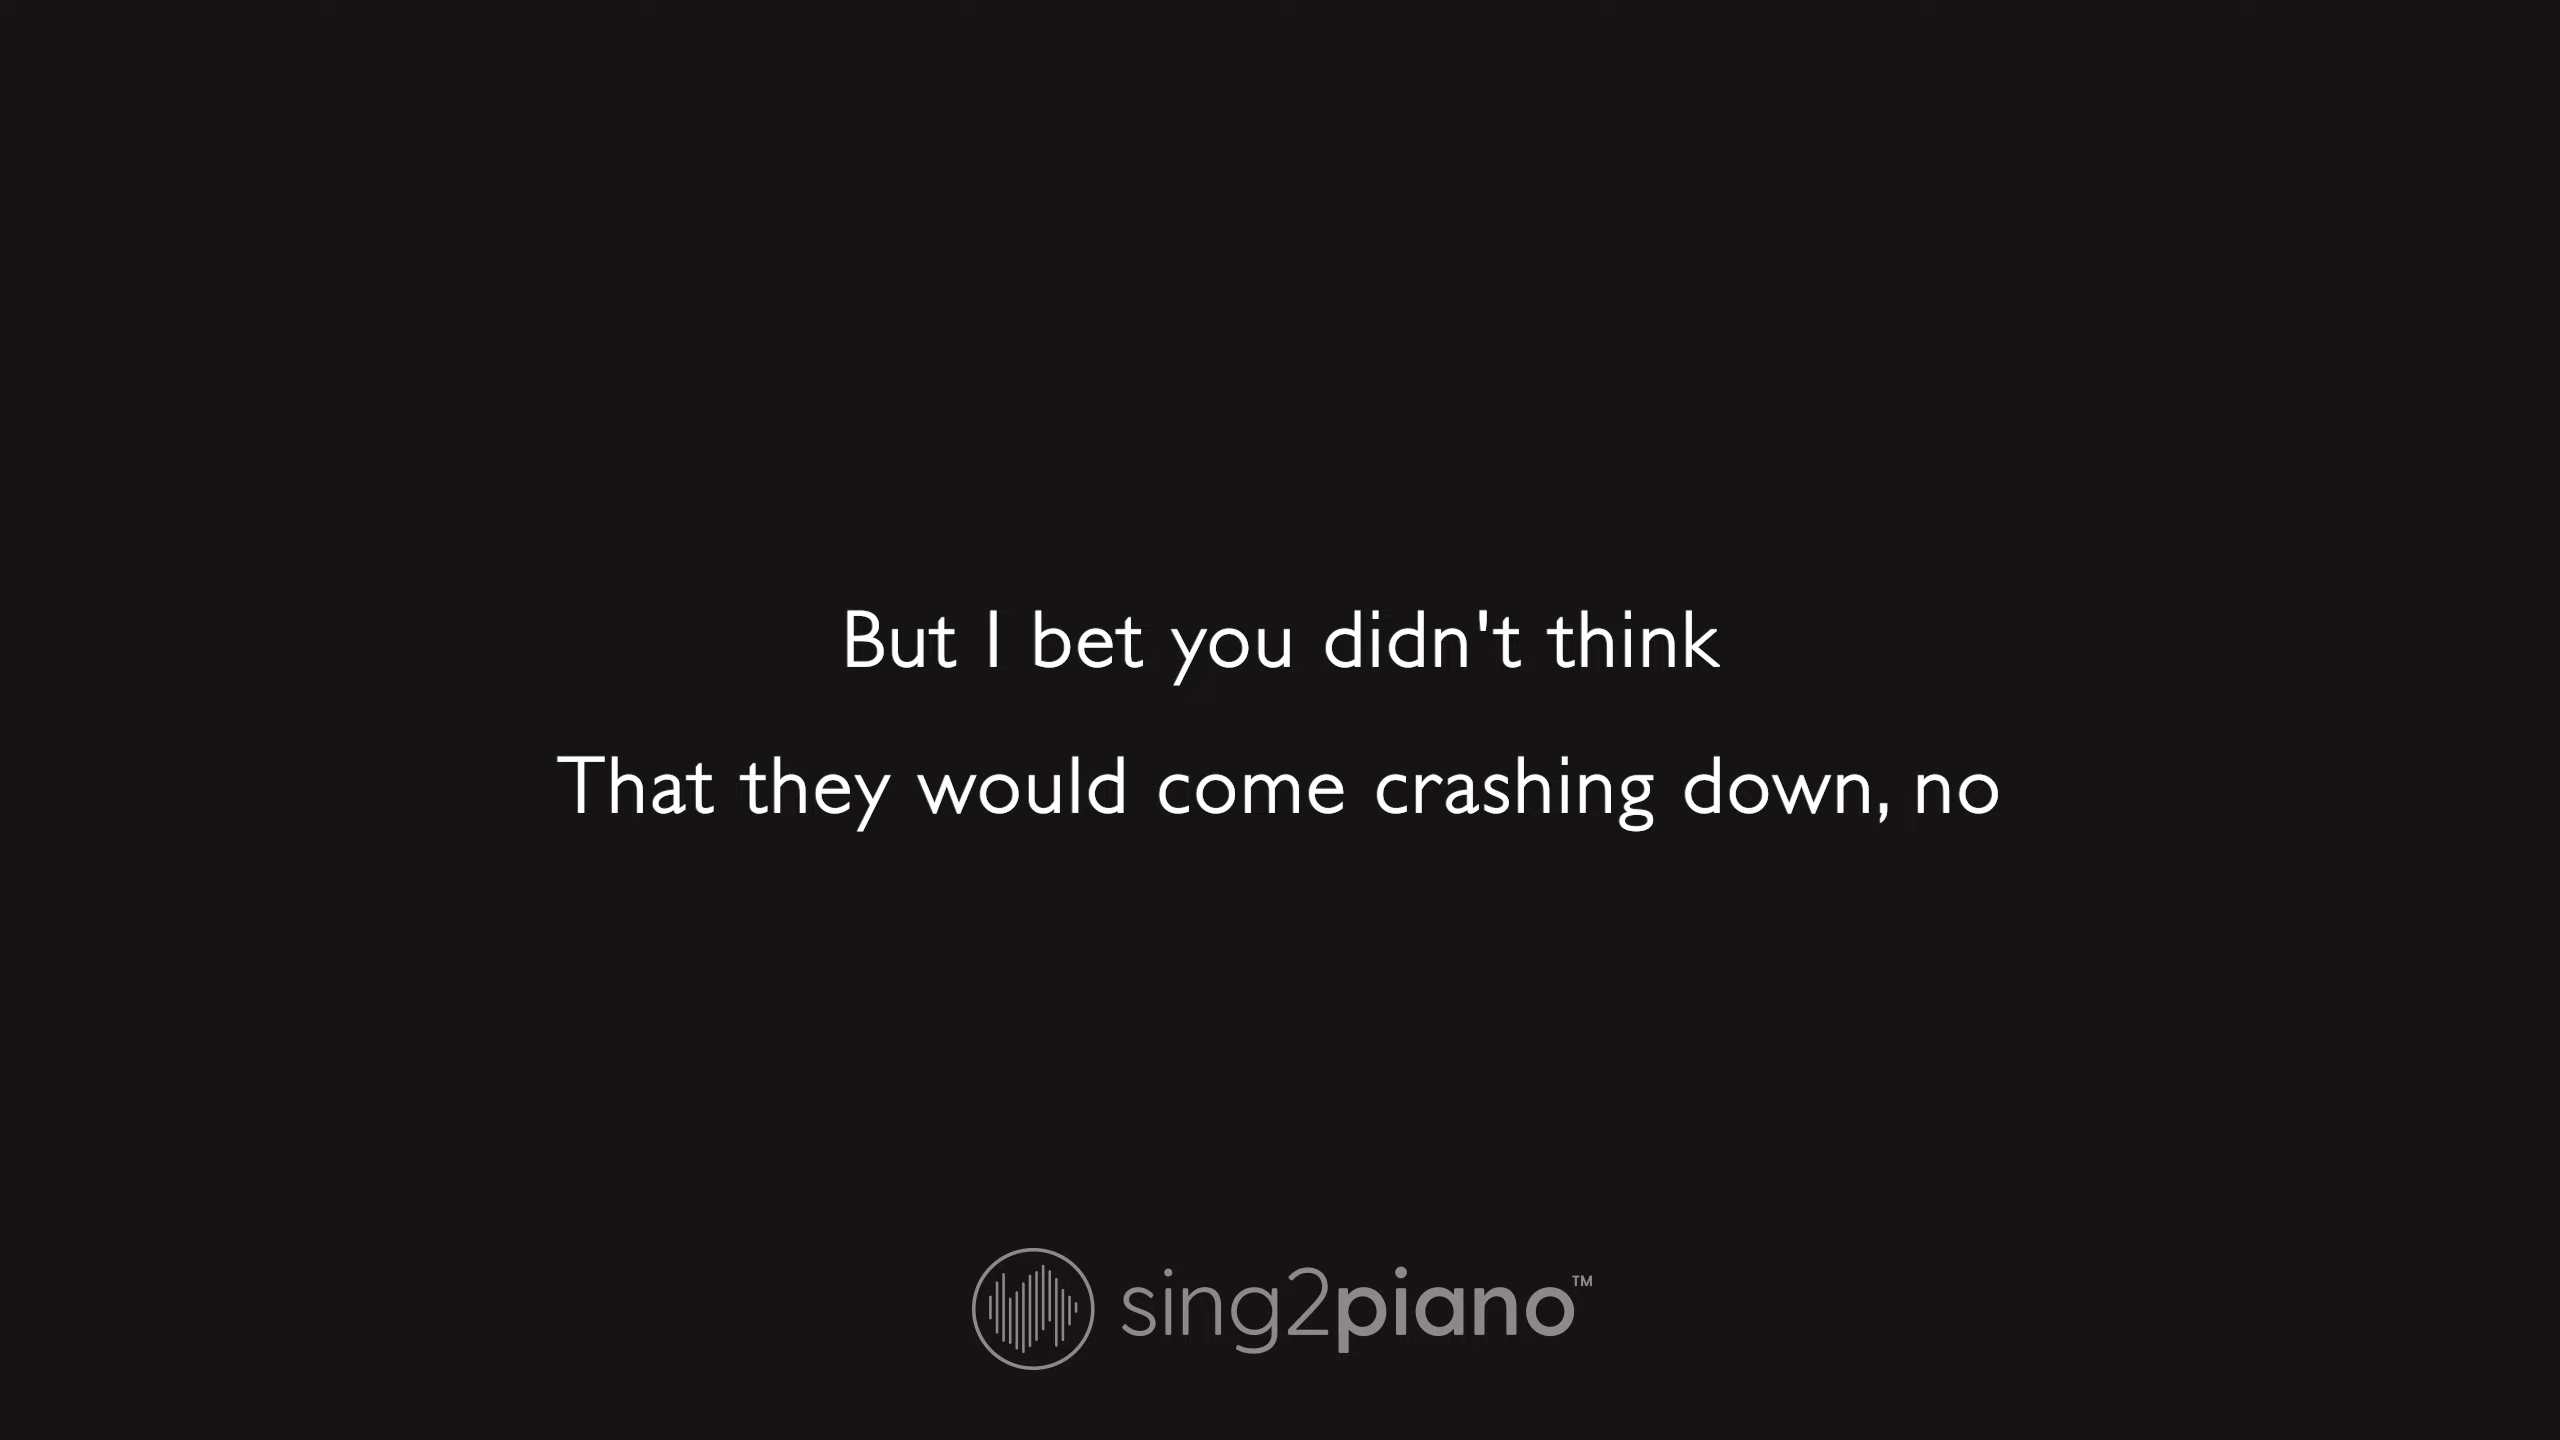 But I bet you didn't think
That they would come crashing down, no
sing2piano™